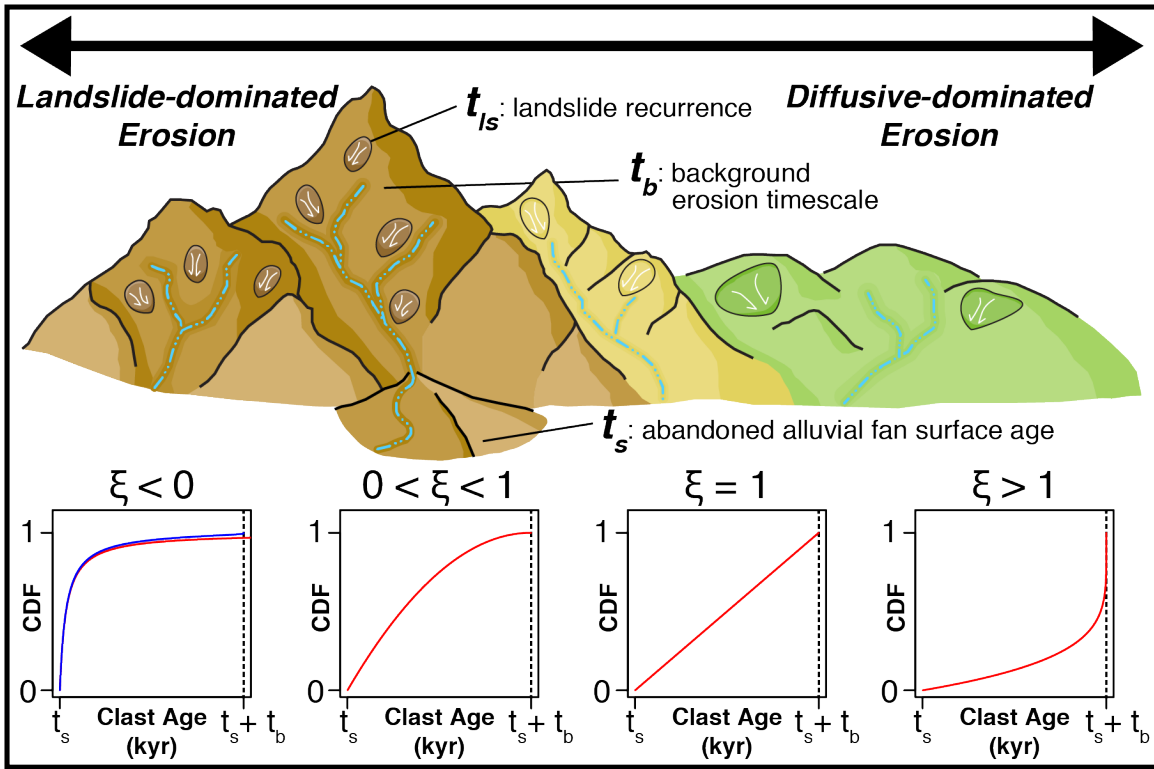 Landslide-dominated
Erosion
Diffusive-dominated
Erosion
t_ls: landslide recurrence
t_b: background
erosion timescale
t_s: abandoned alluvial fan surface age
ξ < 0
0 < ξ < 1
ξ = 1
ξ > 1
1
CDF
0
t_s
Clast Age
(kyr)
t_s + t_b
1
CDF
0
t_s
Clast Age
(kyr)
t_s + t_b
1
CDF
0
t_s
Clast Age
(kyr)
t_s + t_b
1
CDF
0
t_s
Clast Age
(kyr)
t_s + t_b